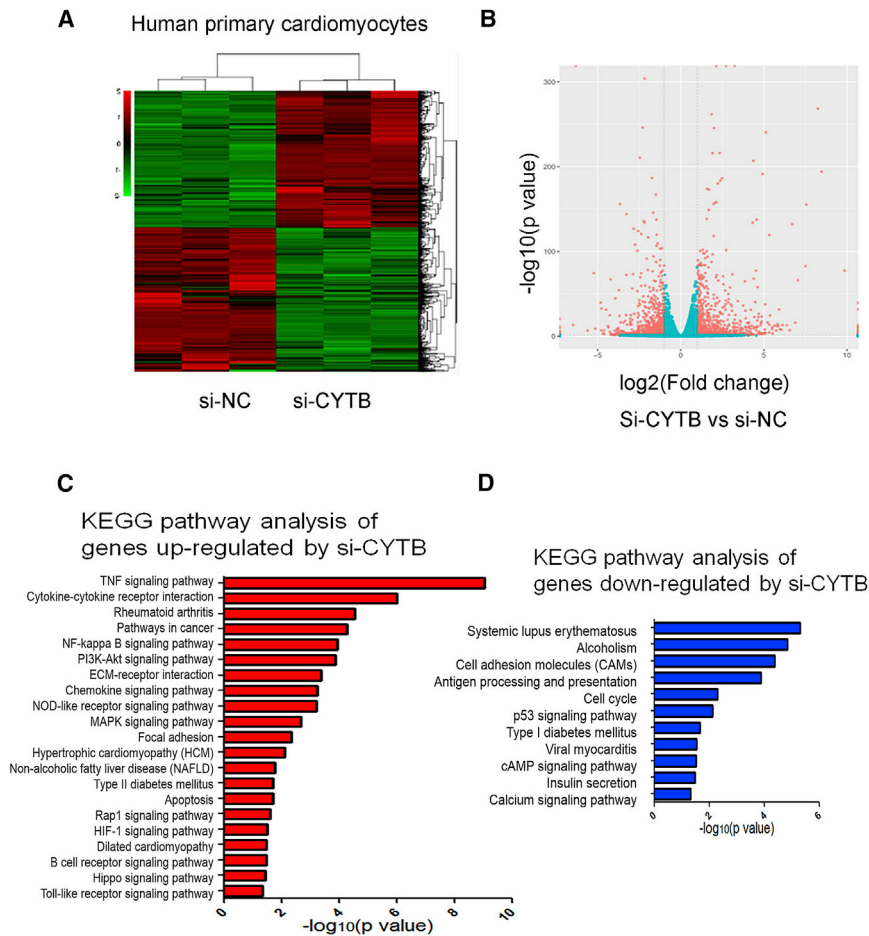 A
Human primary cardiomyocytes
2
1
0
-1
-2
si-NC
si-CYTB
B
300
200
100
0
-log10(p value)
-5
0
5
10
log2(Fold change)
Si-CYTB vs si-NC
C
KEGG pathway analysis of
genes up-regulated by si-CYTB
TNF signaling pathway
Cytokine-cytokine receptor interaction
Rheumatoid arthritis
Pathways in cancer
NF-kappa B signaling pathway
PI3K-Akt signaling pathway
ECM-receptor interaction
Chemokine signaling pathway
NOD-like receptor signaling pathway
MAPK signaling pathway
Focal adhesion
Hypertrophic cardiomyopathy (HCM)
Non-alcoholic fatty liver disease (NAFLD)
Type II diabetes mellitus
Apoptosis
Rap1 signaling pathway
HIF-1 signaling pathway
Dilated cardiomyopathy
B cell receptor signaling pathway
Hippo signaling pathway
Toll-like receptor signaling pathway
0 2 4 6 8 10
-log10(p value)
D
KEGG pathway analysis of
genes down-regulated by si-CYTB
Systemic lupus erythematosus
Alcoholism
Cell adhesion molecules (CAMs)
Antigen processing and presentation
Cell cycle
p53 signaling pathway
Type I diabetes mellitus
Viral myocarditis
cAMP signaling pathway
Insulin secretion
Calcium signaling pathway
0 2 4 6
-log10(p value)